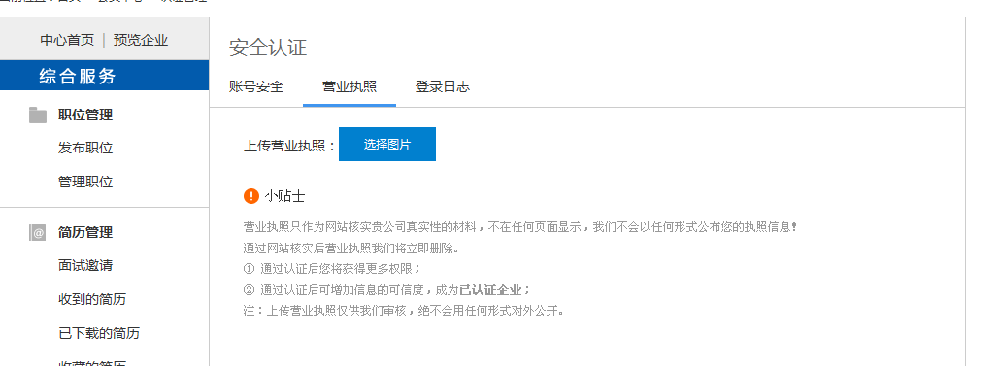 中心首页 | 预览企业
综合服务
职位管理
发布职位
管理职位
简历管理
面试邀请
收到的简历
已下载的简历
收藏的简历
安全认证
账号安全 营业执照 登录日志
上传营业执照：选择图片
小贴士
营业执照只作为网站核实贵公司真实性的材料，不在任何页面显示，我们不会以任何形式公布您的执照信息！
通过网站核实后营业执照我们将立即删除。
① 通过认证后您将获得更多权限；
② 通过认证后可增加信息的可信度，成为已认证企业；
注：上传营业执照仅供我们审核，绝不会用任何形式对外公开。